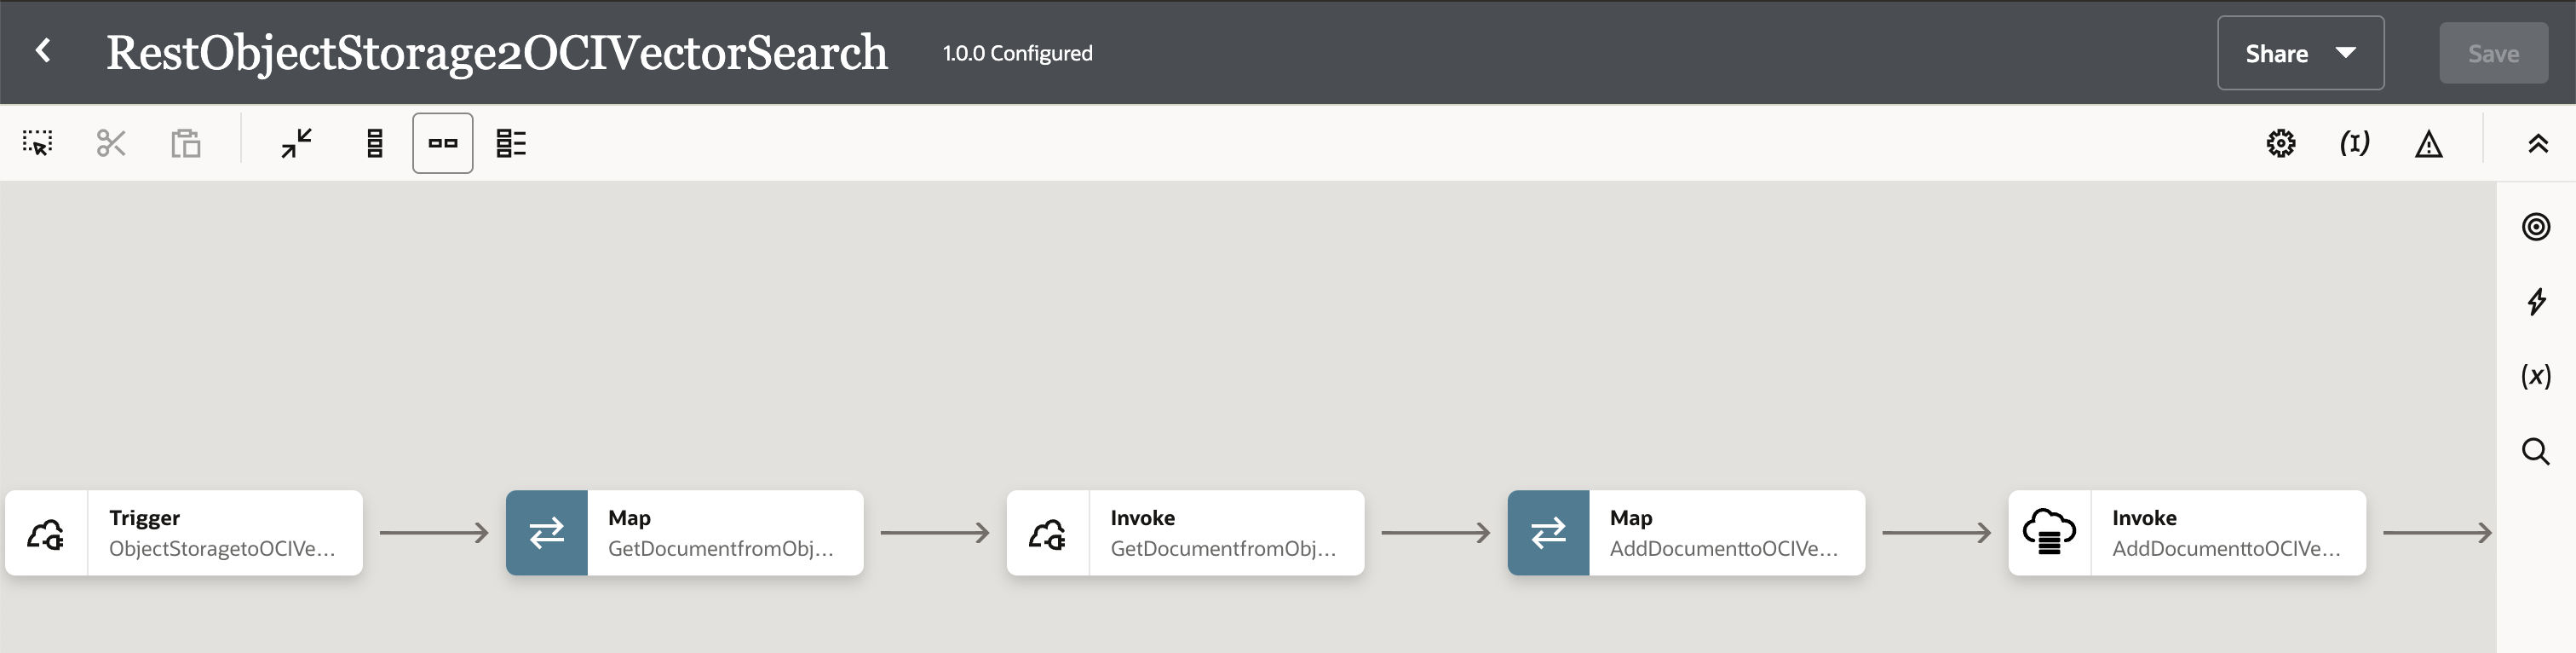 RestObjectStorage2OCIVectorSearch
1.0.0 Configured
Share
Save
(I)
(x)
Trigger
ObjectStoragetoOCIVe...
Map
GetDocumentfromObj...
Invoke
GetDocumentfromObj...
Map
AddDocumenttoOCIVe...
Invoke
AddDocumenttoOCIVe...